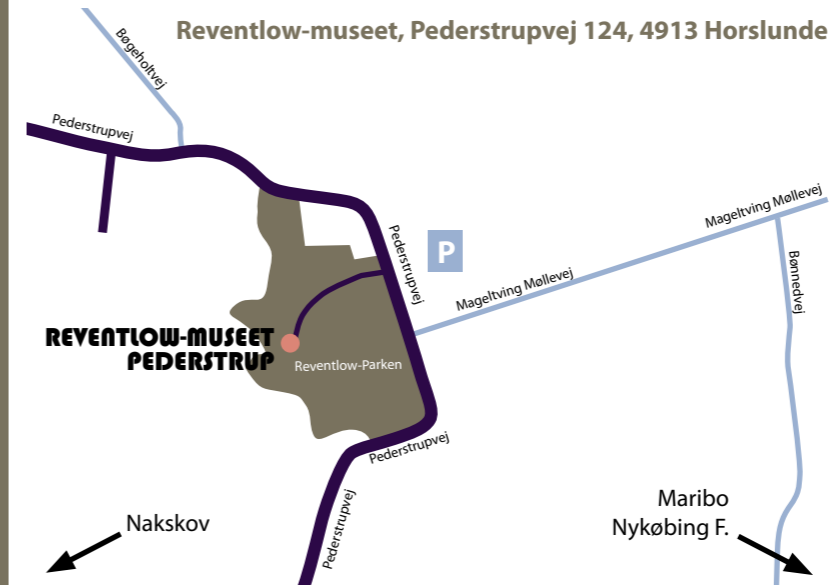 Reventlow-museet, Pederstrupvej 124, 4913 Horslunde
Bøgeholtvej
Pederstrupvej
Mageltving Møllevej
Pederstrupvej
P
Bønnedvej
Mageltving Møllevej
REVENTLOW-MUSEET
PEDERSTRUP
Reventlow-Parken
Pederstrupvej
Pederstrupvej
Nakskov
Maribo
Nykøbing F.